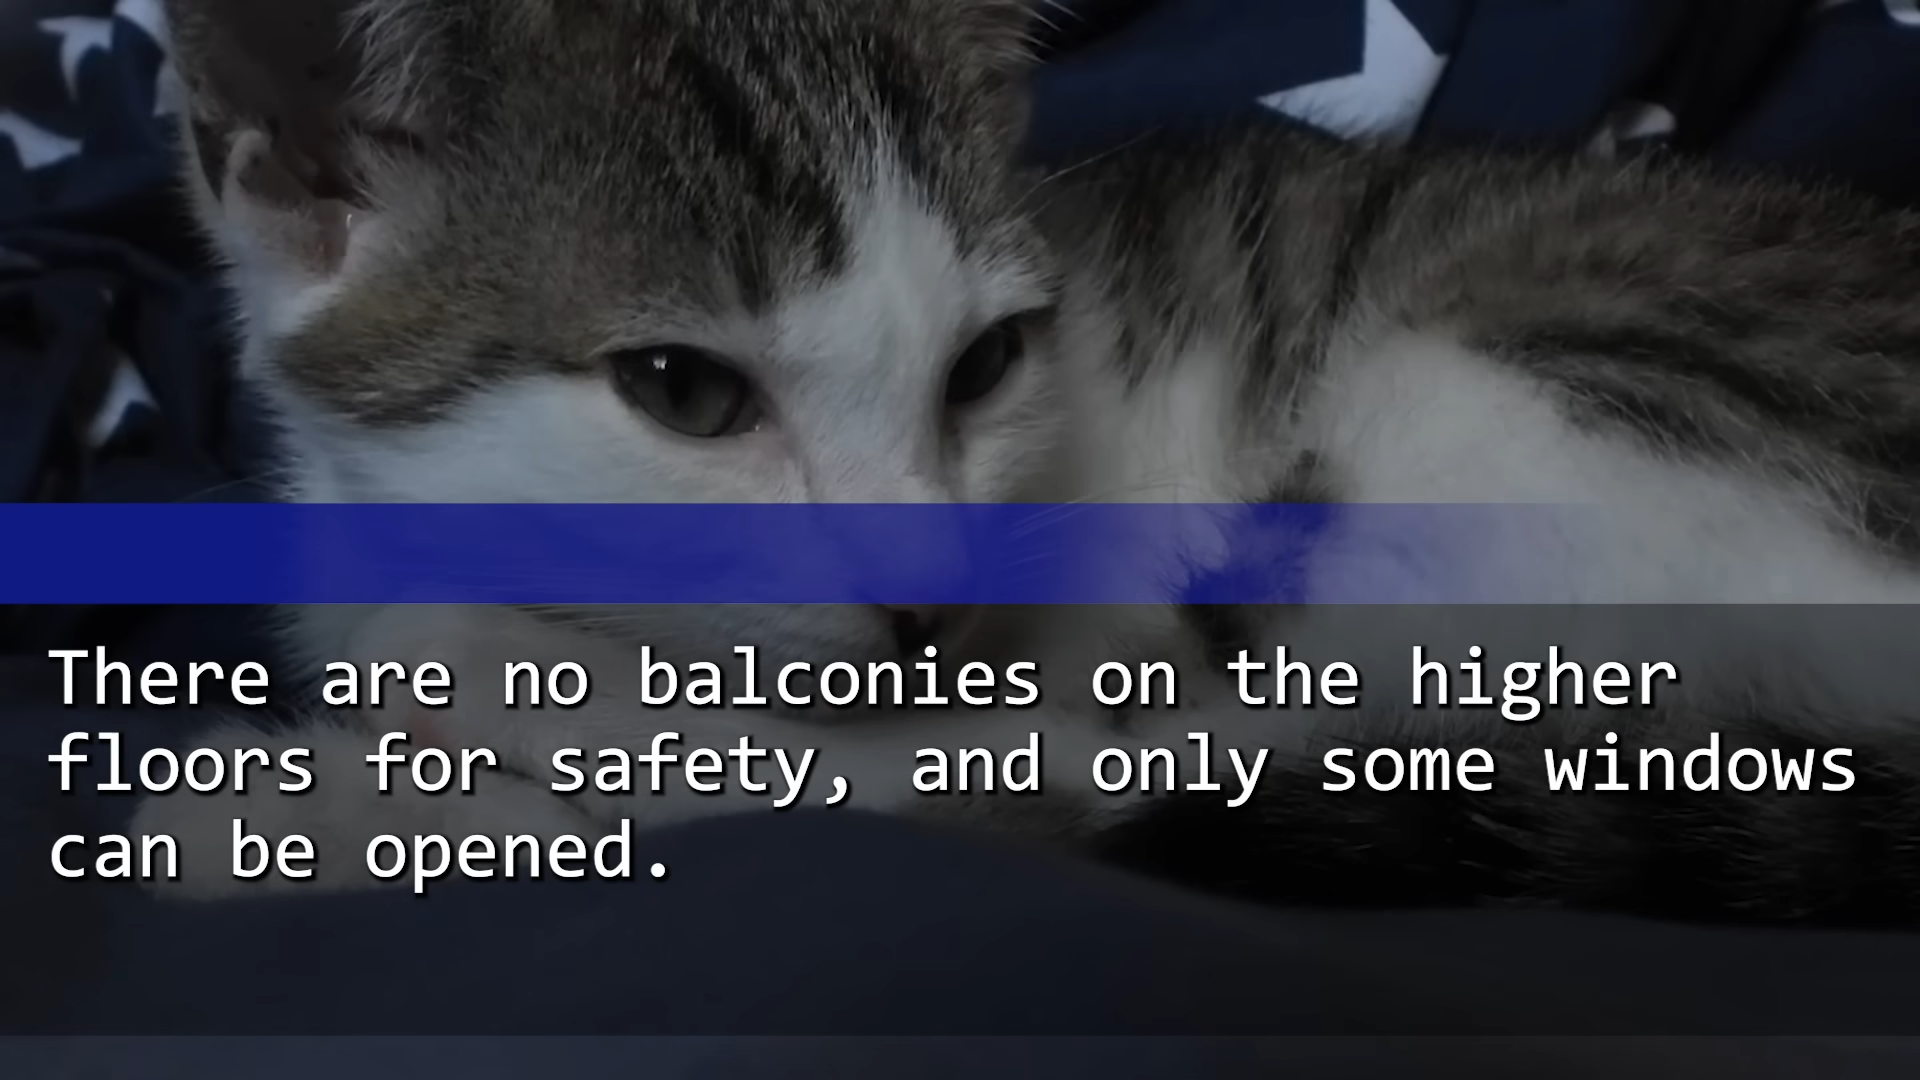 There are no balconies on the higher
floors for safety, and only some windows
can be opened.